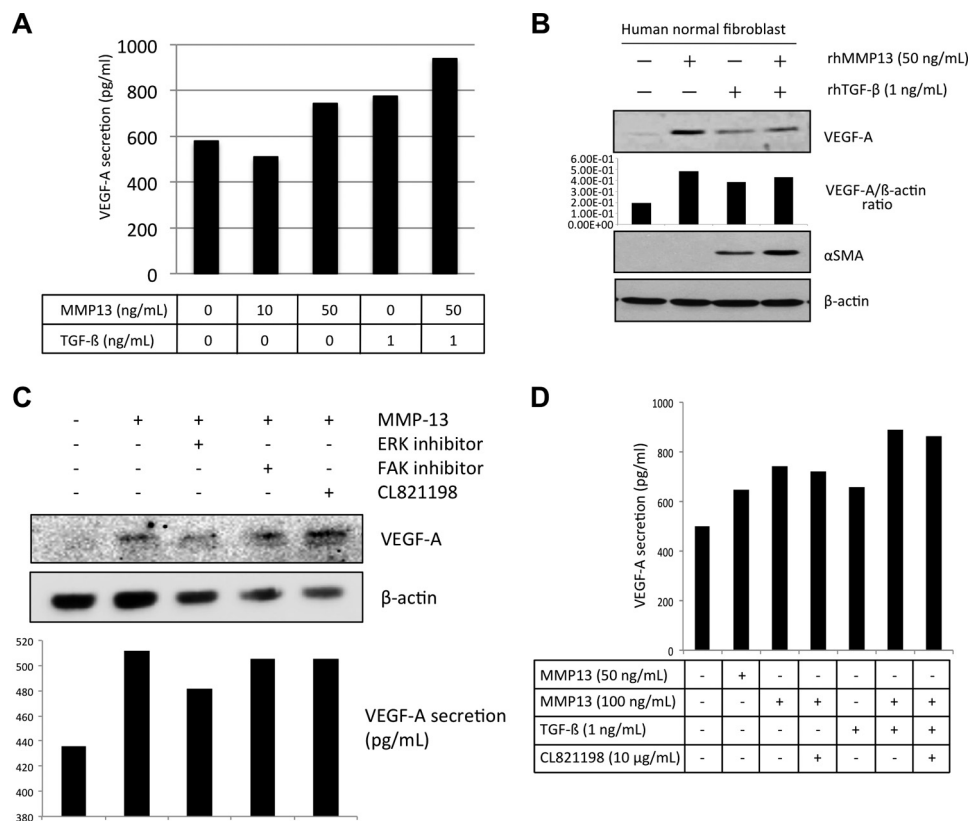 A
1000
800
600
400
200
0
VEGF-A secretion (pg/ml)
MMP13 (ng/mL) 0 10 50 0 50
TGF-ß (ng/mL) 0 0 0 1 1
B
Human normal fibroblast
— + — + rhMMP13 (50 ng/mL)
— — + + rhTGF-β (1 ng/mL)
VEGF-A
6.00E-01
5.00E-01
4.00E-01
3.00E-01
2.00E-01
1.00E-01
0.00E+00
VEGF-A/ß-actin
ratio
αSMA
β-actin
C
- + + + + MMP-13
- - + - - ERK inhibitor
- - - + - FAK inhibitor
- - - - + CL821198
VEGF-A
β-actin
520
500
480
460
440
420
400
380
VEGF-A secretion
(pg/mL)
D
1000
800
600
400
200
0
VEGF-A secretion (pg/ml)
MMP13 (50 ng/mL) - + - - - - -
MMP13 (100 ng/mL) - - + + - + +
TGF-ß (1 ng/mL) - - - - + + +
CL821198 (10 µg/mL) - - - + - - +